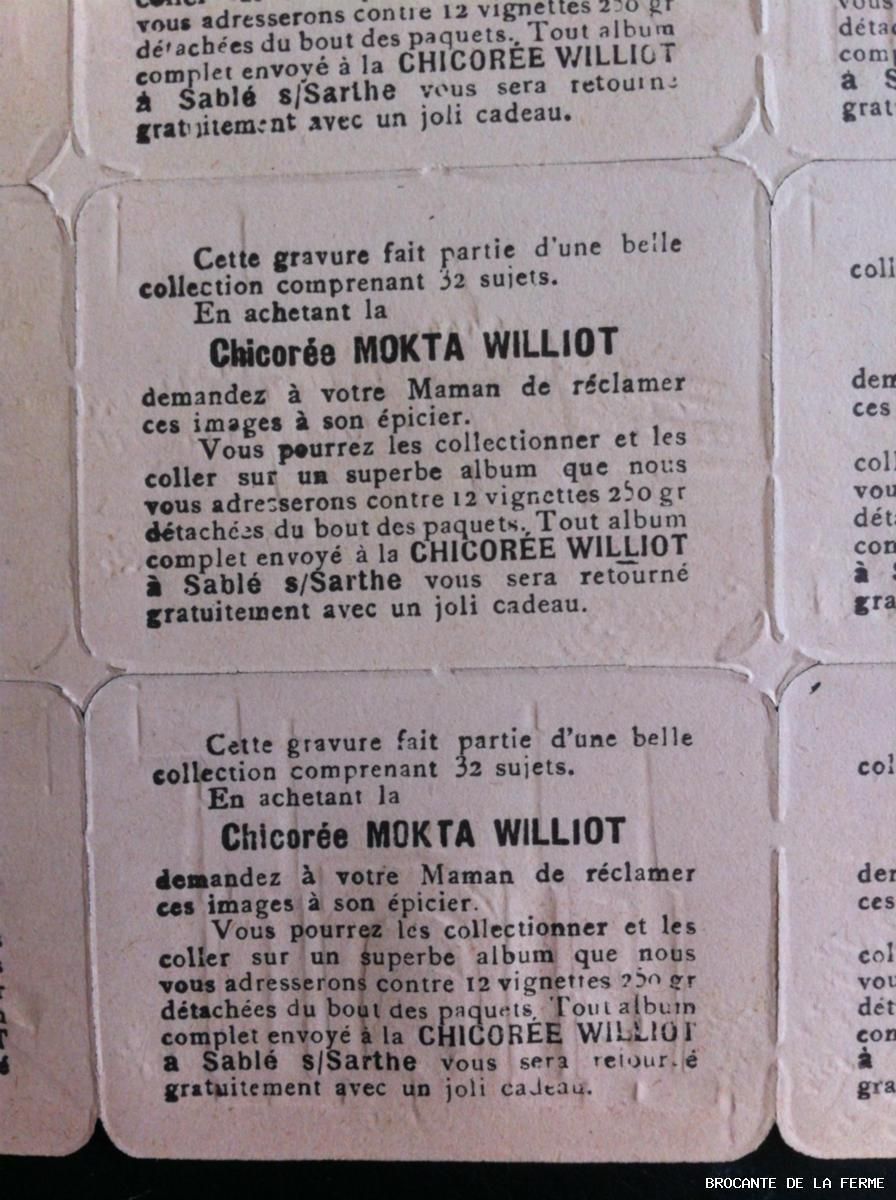 vous adresserons contre 12 vignettes 250 gr
détachées du bout des paquets. Tout album
complet envoyé à la CHICORÉE WILLIOT
à Sablé s/Sarthe vous sera retourné
gratuitement avec un joli cadeau.
Cette gravure fait partie d'une belle
collection comprenant 32 sujets.
En achetant la
Chicorée MOKTA WILLIOT
demandez à votre Maman de réclamer
ces images à son épicier.
Vous pourrez les collectionner et les
coller sur un superbe album que nous
vous adresserons contre 12 vignettes 250 gr
détachées du bout des paquets. Tout album
complet envoyé à la CHICORÉE WILLIOT
à Sablé s/Sarthe vous sera retourné
gratuitement avec un joli cadeau.
Cette gravure fait partie d'une belle
collection comprenant 32 sujets.
En achetant la
Chicorée MOKTA WILLIOT
demandez à votre Maman de réclamer
ces images à son épicier.
Vous pourrez les collectionner et les
coller sur un superbe album que nous
vous adresserons contre 12 vignettes 250 gr
détachées du bout des paquets. Tout album
complet envoyé à la CHICORÉE WILLIOT
a Sablé s/Sarthe vous sera retourné
gratuitement avec un joli cadeau.
BROCANTE DE LA FERME